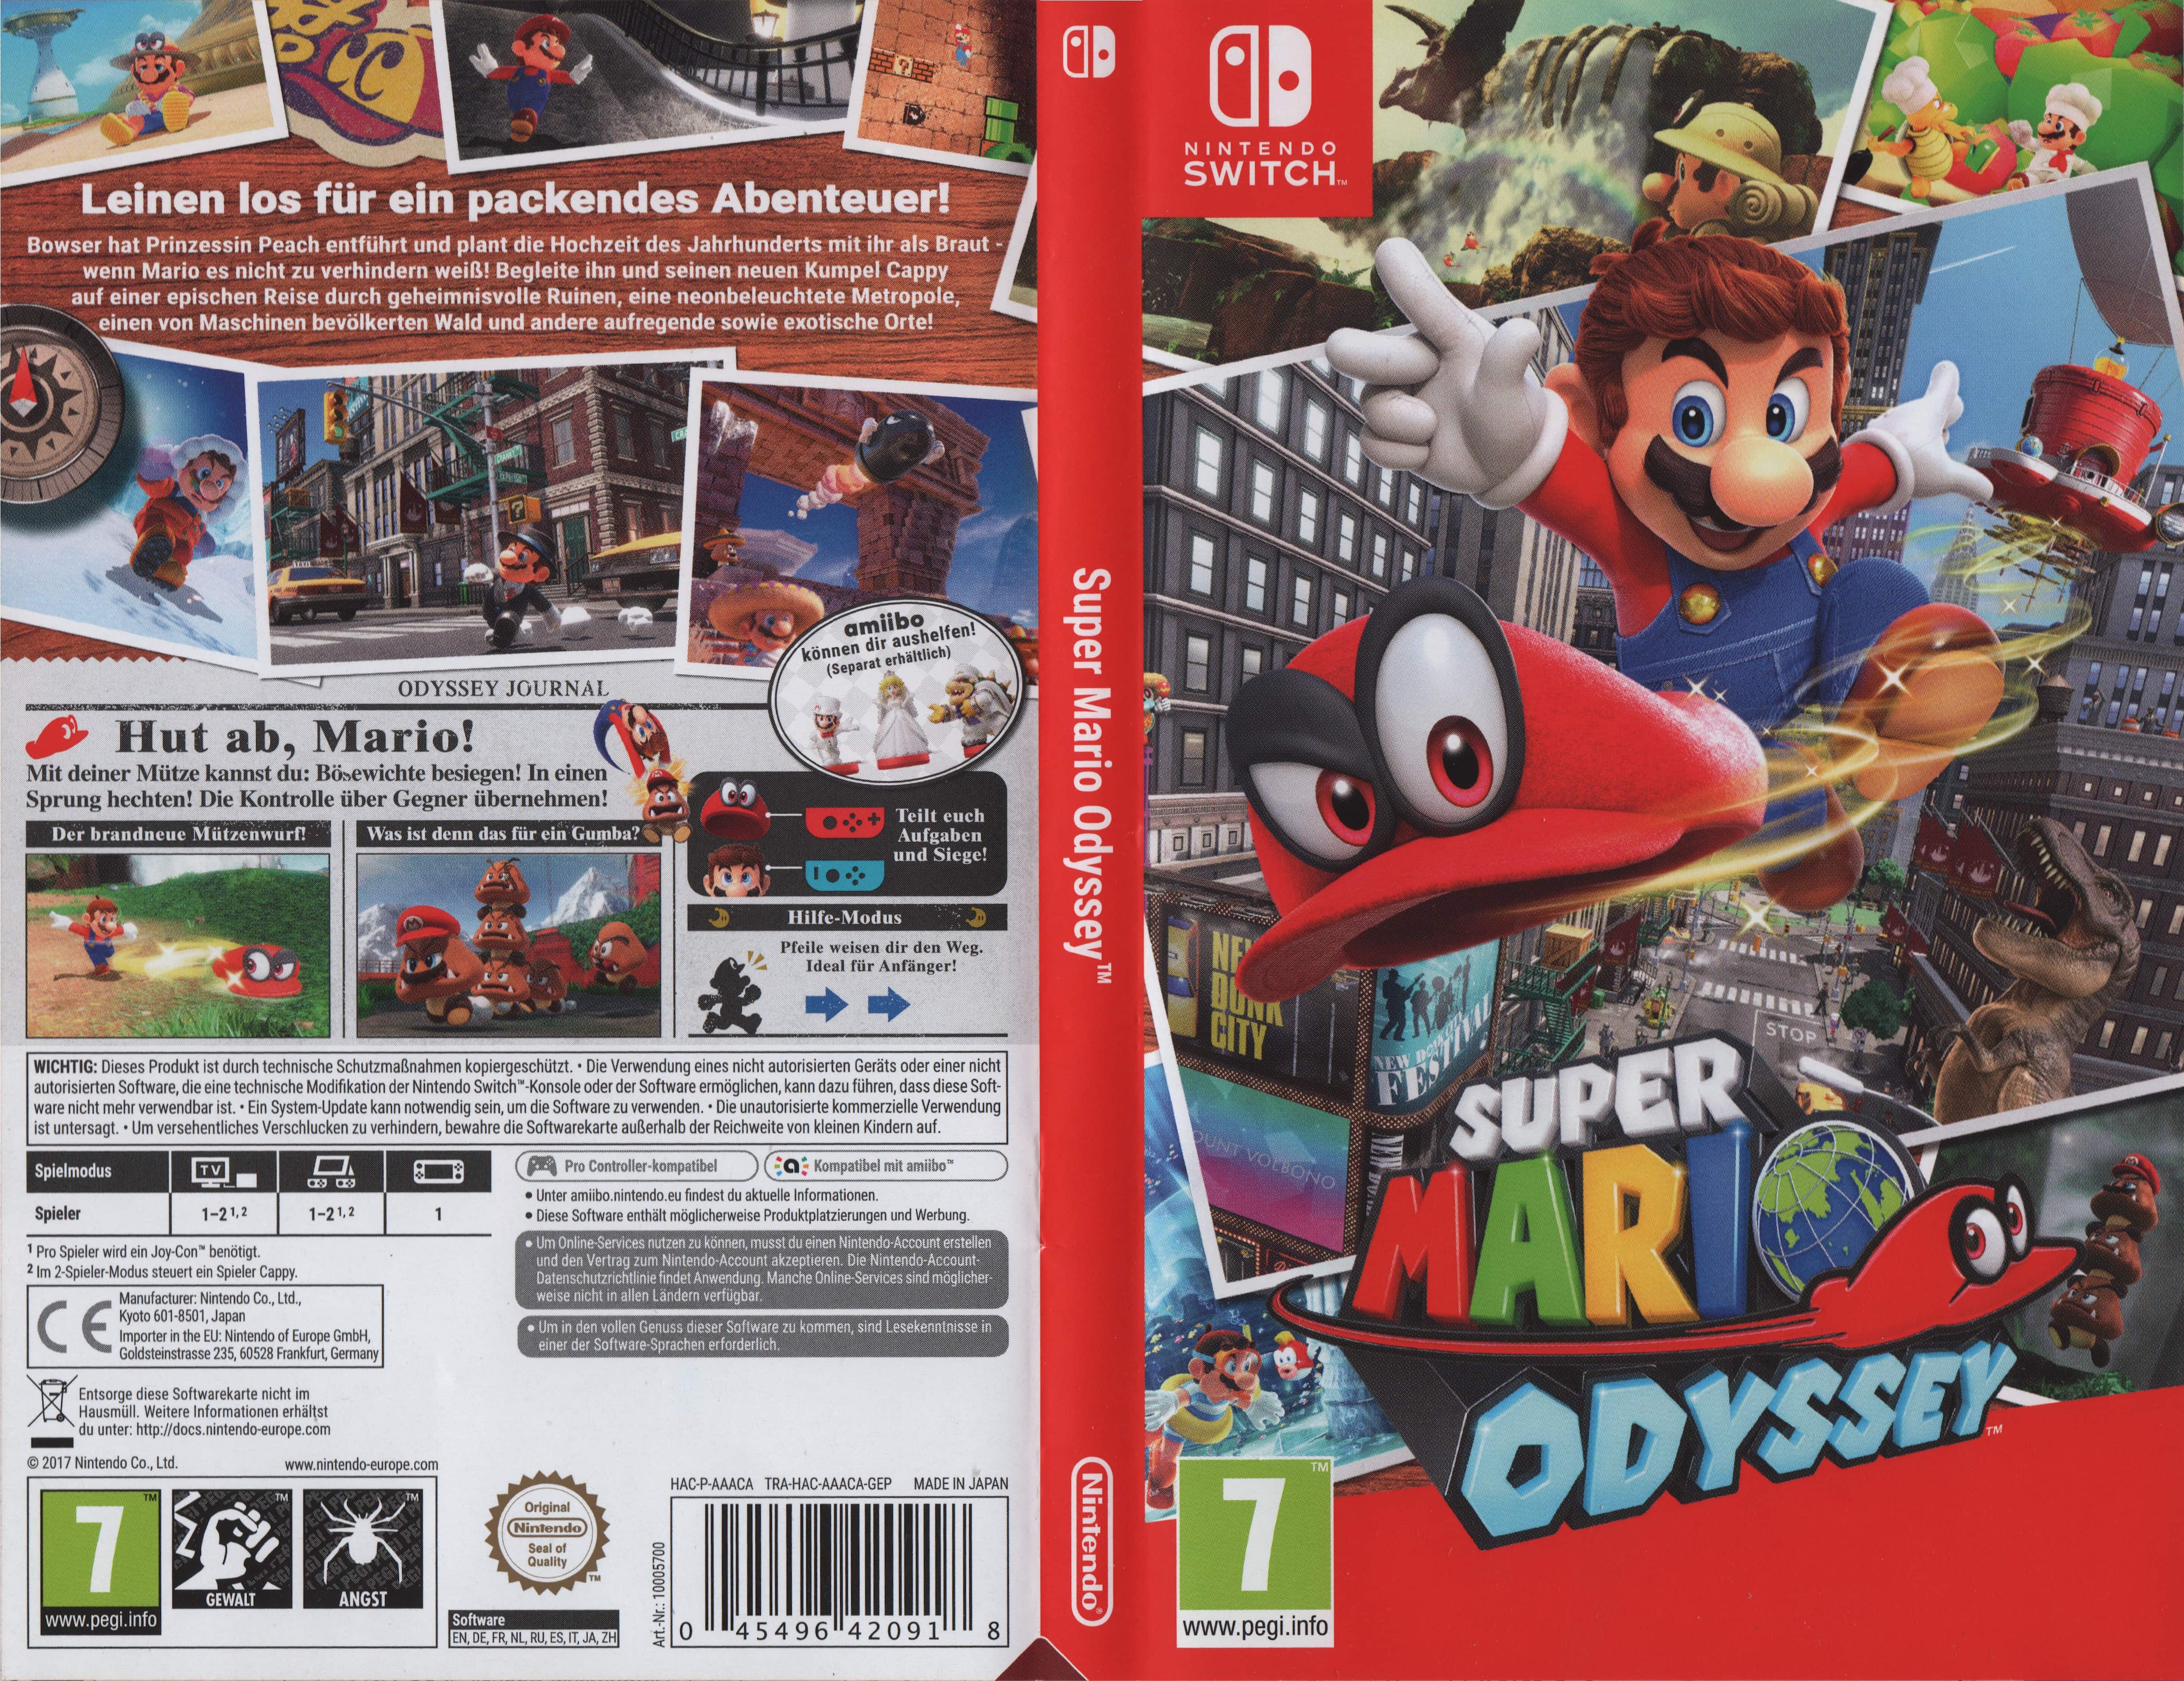 Leinen los für ein packendes Abenteuer!
Bowser hat Prinzessin Peach entführt und plant die Hochzeit des Jahrhunderts mit ihr als Braut -
wenn Mario es nicht zu verhindern weiß! Begleite ihn und seinen neuen Kumpel Cappy
auf einer epischen Reise durch geheimnisvolle Ruinen, eine neonbeleuchtete Metropole,
einen von Maschinen bevölkerten Wald und andere aufregende sowie exotische Orte!
amiibo
können dir aushelfen!
(Separat erhältlich)
ODYSSEY JOURNAL
Hut ab, Mario!
Mit deiner Mütze kannst du: Bösewichte besiegen! In einen
Sprung hechten! Die Kontrolle über Gegner übernehmen!
Der brandneue Mützenwurf!
Was ist denn das für ein Gumba?
Teilt euch
Aufgaben
und Siege!
Hilfe-Modus
Pfeile weisen dir den Weg.
Ideal für Anfänger!
WICHTIG: Dieses Produkt ist durch technische Schutzmaßnahmen kopiergeschützt. • Die Verwendung eines nicht autorisierten Geräts oder einer nicht
autorisierten Software, die eine technische Modifikation der Nintendo Switch™-Konsole oder der Software ermöglichen, kann dazu führen, dass diese Soft-
ware nicht mehr verwendbar ist. • Ein System-Update kann notwendig sein, um die Software zu verwenden. • Die unautorisierte kommerzielle Verwendung
ist untersagt. • Um versehentliches Verschlucken zu verhindern, bewahre die Softwarekarte außerhalb der Reichweite von kleinen Kindern auf.
Spielmodus TV
Spieler 1–2 1, 2 1–2 1, 2 1
1 Pro Spieler wird ein Joy-Con™ benötigt.
2 Im 2-Spieler-Modus steuert ein Spieler Cappy.
Pro Controller-kompatibel
Kompatibel mit amiibo™
• Unter amiibo.nintendo.eu findest du aktuelle Informationen.
• Diese Software enthält möglicherweise Produktplatzierungen und Werbung.
• Um Online-Services nutzen zu können, musst du einen Nintendo-Account erstellen
und den Vertrag zum Nintendo-Account akzeptieren. Die Nintendo-Account-
Datenschutzrichtlinie findet Anwendung. Manche Online-Services sind möglicher-
weise nicht in allen Ländern verfügbar.
• Um in den vollen Genuss dieser Software zu kommen, sind Lesekenntnisse in
einer der Software-Sprachen erforderlich.
CE
Manufacturer: Nintendo Co., Ltd.,
Kyoto 601-8501, Japan
Importer in the EU: Nintendo of Europe GmbH,
Goldsteinstrasse 235, 60528 Frankfurt, Germany
Entsorge diese Softwarekarte nicht im
Hausmüll. Weitere Informationen erhältst
du unter: http://docs.nintendo-europe.com
© 2017 Nintendo Co., Ltd.
www.nintendo-europe.com
7™
www.pegi.info
GEWALT
ANGST
Original
Nintendo
Seal of
Quality
™
Software
EN, DE, FR, NL, RU, ES, IT, JA, ZH
HAC-P-AAACA TRA-HAC-AAACA-GEP MADE IN JAPAN
Art.-Nr.: 10005700
0 45496 42091 8
Super Mario Odyssey™
Nintendo®
NINTENDO
SWITCH™
DONK
CITY
NEW DONK
FESTIVAL
OUNT VOLBONO
STOP
SUPER
MARIO
ODYSSEY™
7™
www.pegi.info